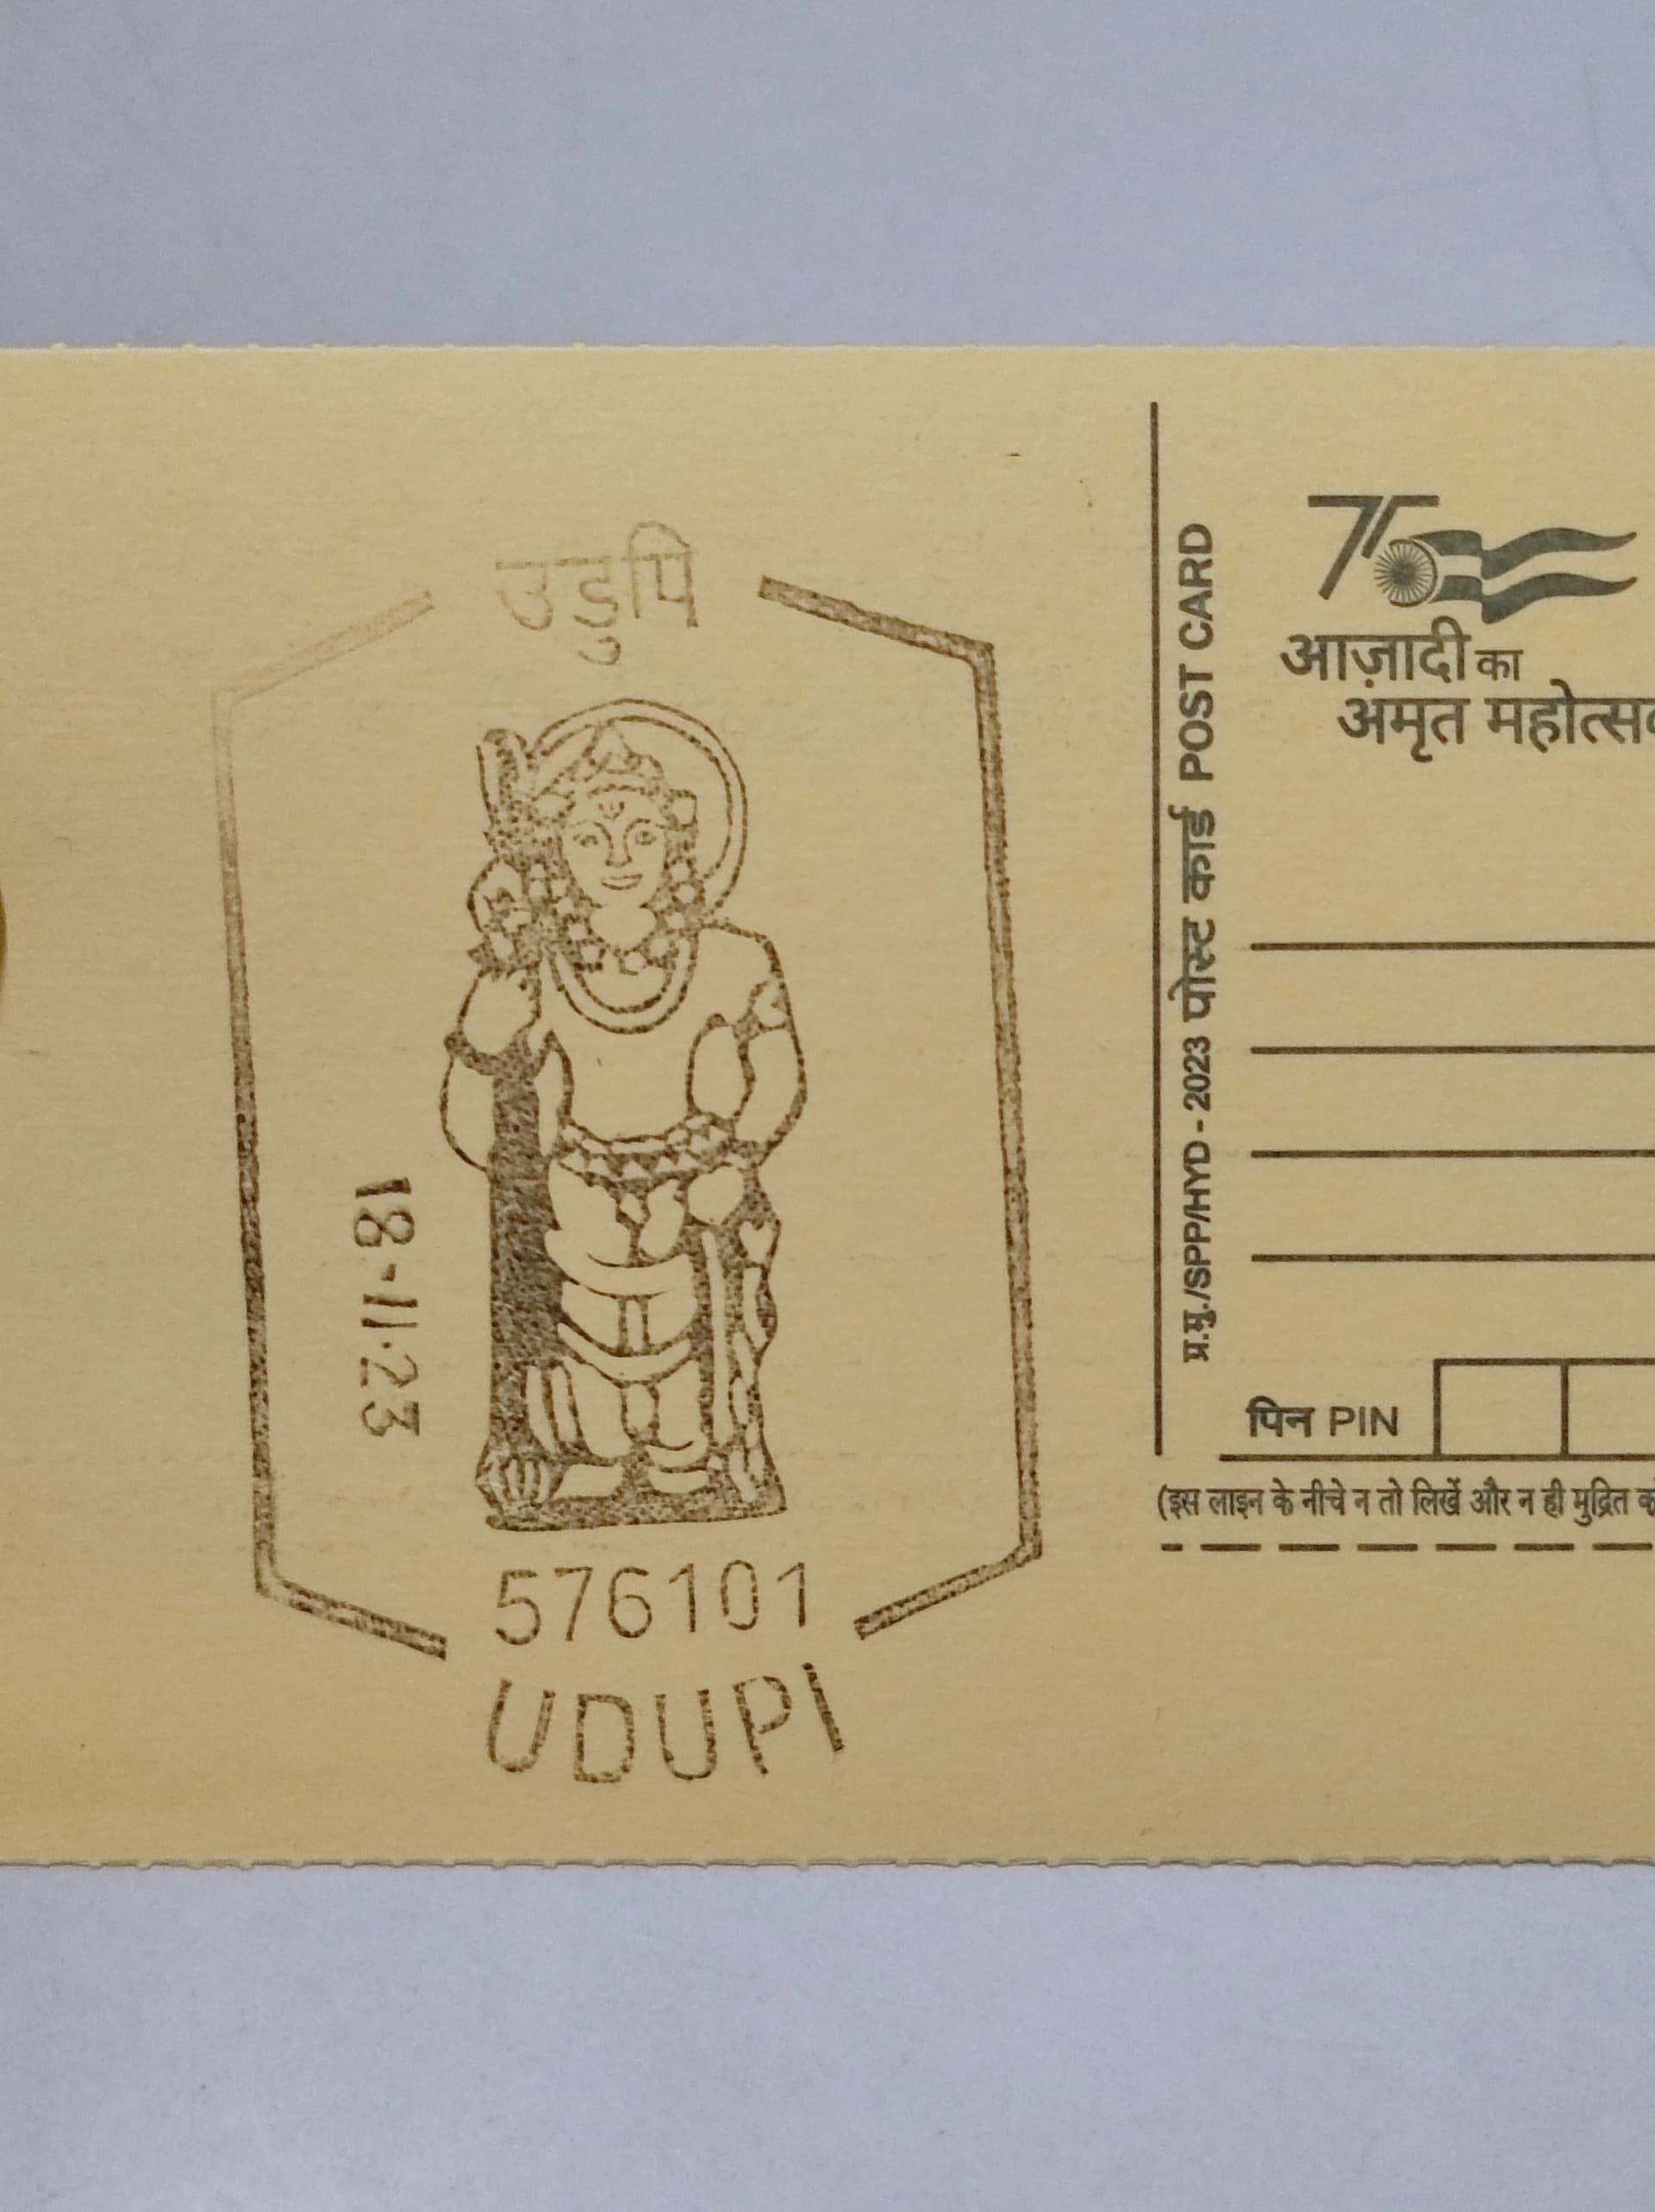 उडुपि
18-11-23
576101
UDUPI
प्र.मु./SPP/HYD - 2023 पोस्ट कार्ड POST CARD
75
आज़ादी का
अमृत महोत्सव
पिन PIN
(इस लाइन के नीचे न तो लिखें और न ही मुद्रित